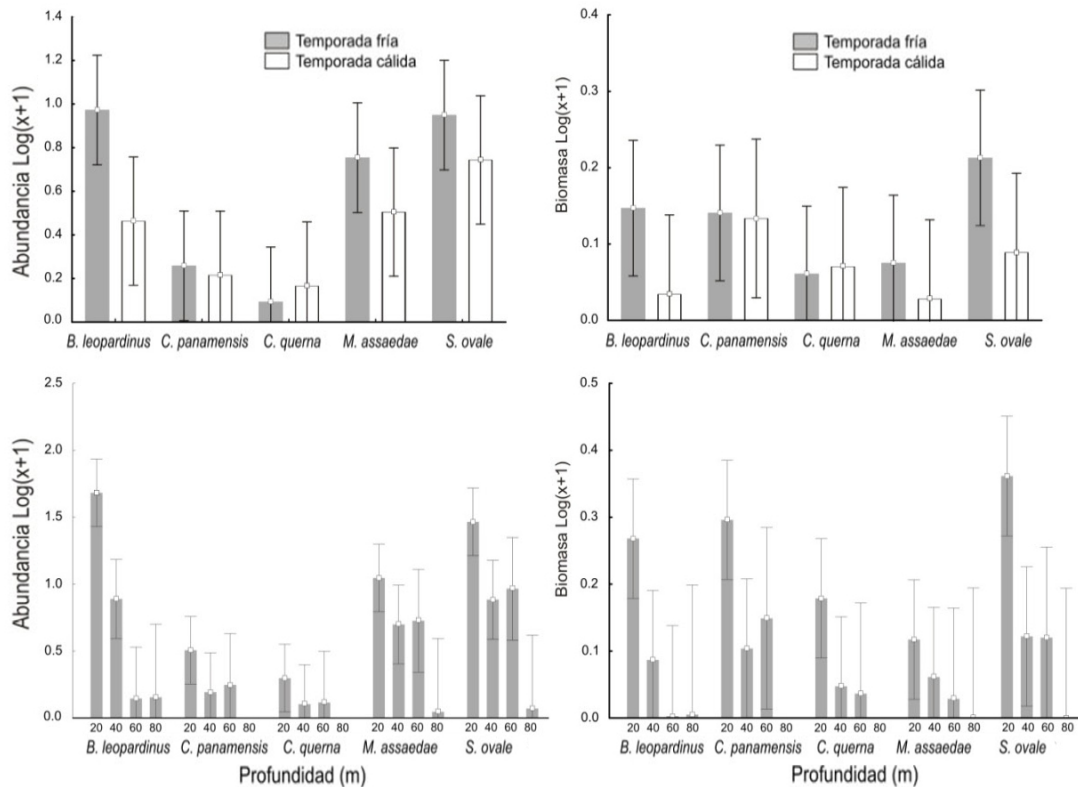 Abundancia Log(x+1)
1.4
1.2
1.0
0.8
0.6
0.4
0.2
0.0
Temporada fría
Temporada cálida
B. leopardinus C. panamensis C. querna M. assaedae S. ovale
Biomasa Log(x+1)
0.4
0.3
0.2
0.1
0.0
Temporada fría
Temporada cálida
B. leopardinus C. panamensis C. querna M. assaedae S. ovale
Abundancia Log(x+1)
2.5
2.0
1.5
1.0
0.5
0.0
20 40 60 80 20 40 60 80 20 40 60 80 20 40 60 80 20 40 60 80
B. leopardinus C. panamensis C. querna M. assaedae S. ovale
Profundidad (m)
Biomasa Log(x+1)
0.5
0.4
0.3
0.2
0.1
0.0
20 40 60 80 20 40 60 80 20 40 60 80 20 40 60 80 20 40 60 80
B. leopardinus C. panamensis C. querna M. assaedae S. ovale
Profundidad (m)